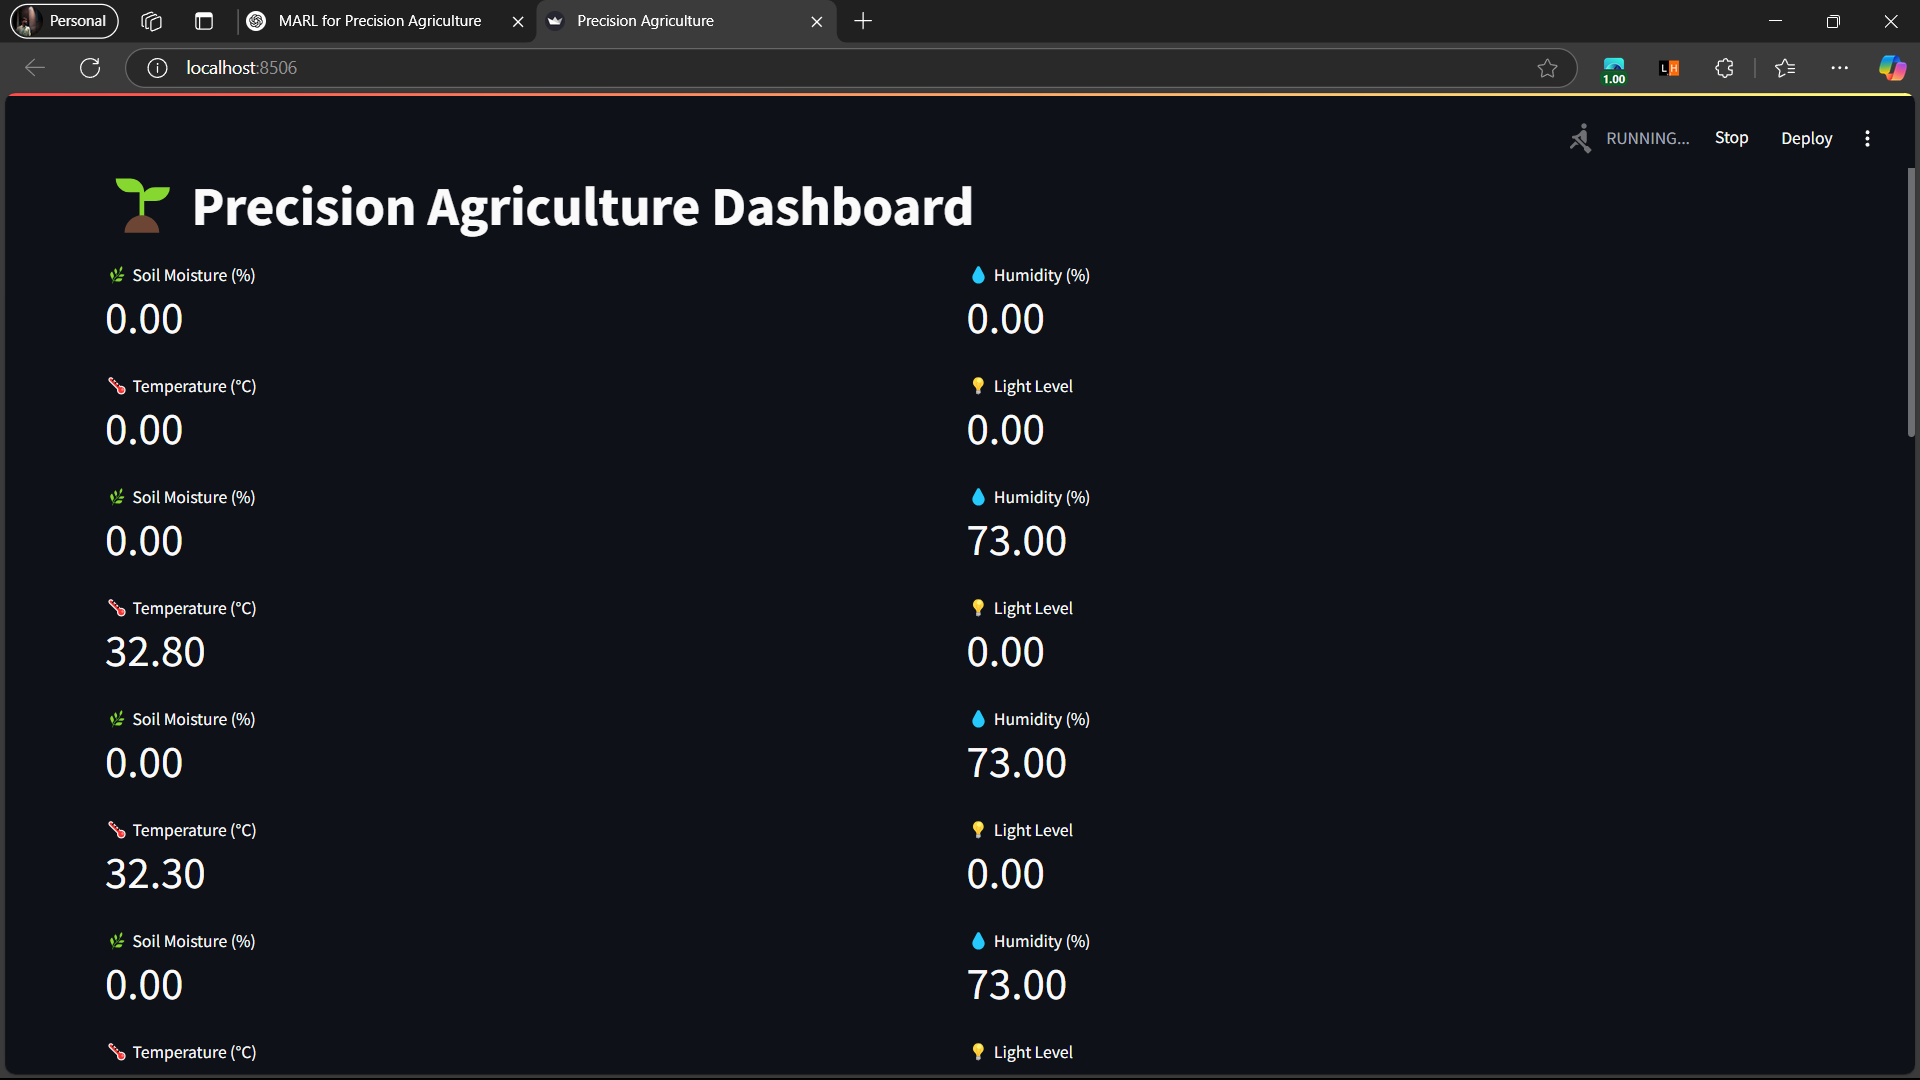 Personal
MARL for Precision Agriculture
Precision Agriculture
localhost:8506
1.00
LH
RUNNING...
Stop
Deploy
Precision Agriculture Dashboard
Soil Moisture (%)
Humidity (%)
0.00
0.00
Temperature (°C)
Light Level
0.00
0.00
Soil Moisture (%)
Humidity (%)
0.00
73.00
Temperature (°C)
Light Level
32.80
0.00
Soil Moisture (%)
Humidity (%)
0.00
73.00
Temperature (°C)
Light Level
32.30
0.00
Soil Moisture (%)
Humidity (%)
0.00
73.00
Temperature (°C)
Light Level